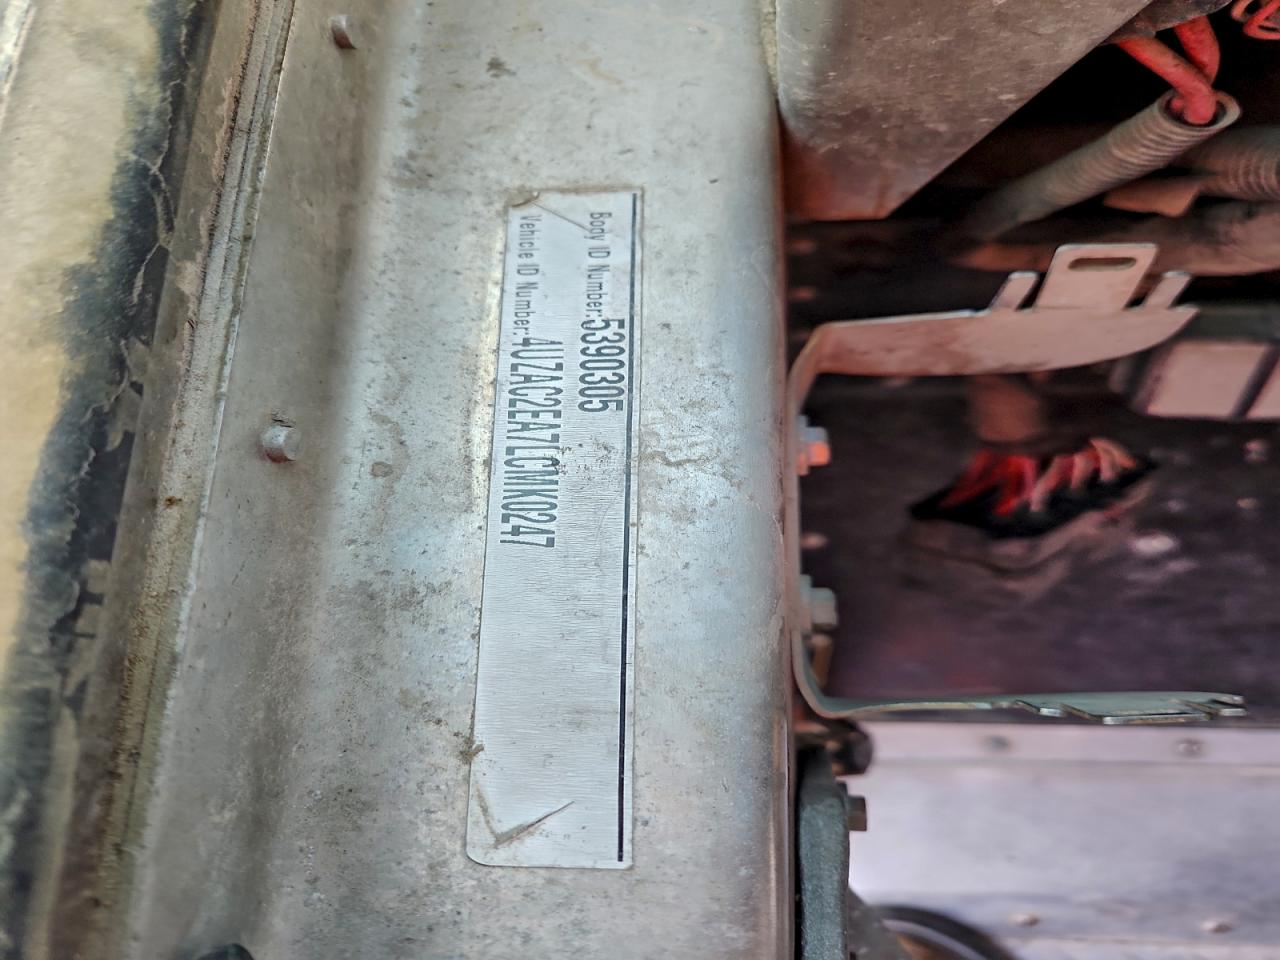 Body ID Number:5390305
Vehicle ID Number:4UZAC2EA7LCMK0247